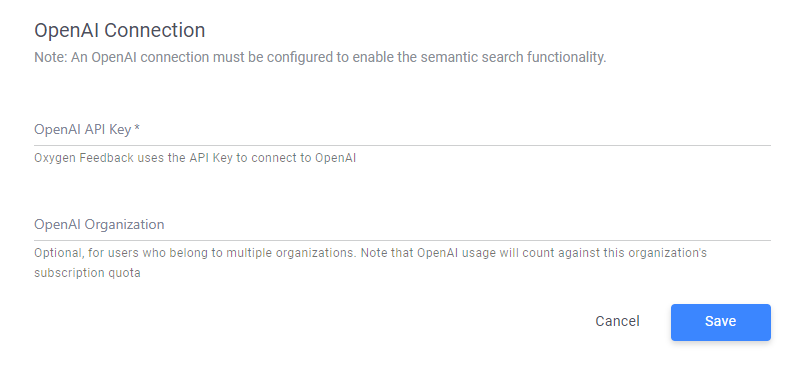 OpenAI Connection
Note: An OpenAI connection must be configured to enable the semantic search functionality.
OpenAI API Key *
Oxygen Feedback uses the API Key to connect to OpenAI
OpenAI Organization
Optional, for users who belong to multiple organizations. Note that OpenAI usage will count against this organization's
subscription quota
Cancel Save